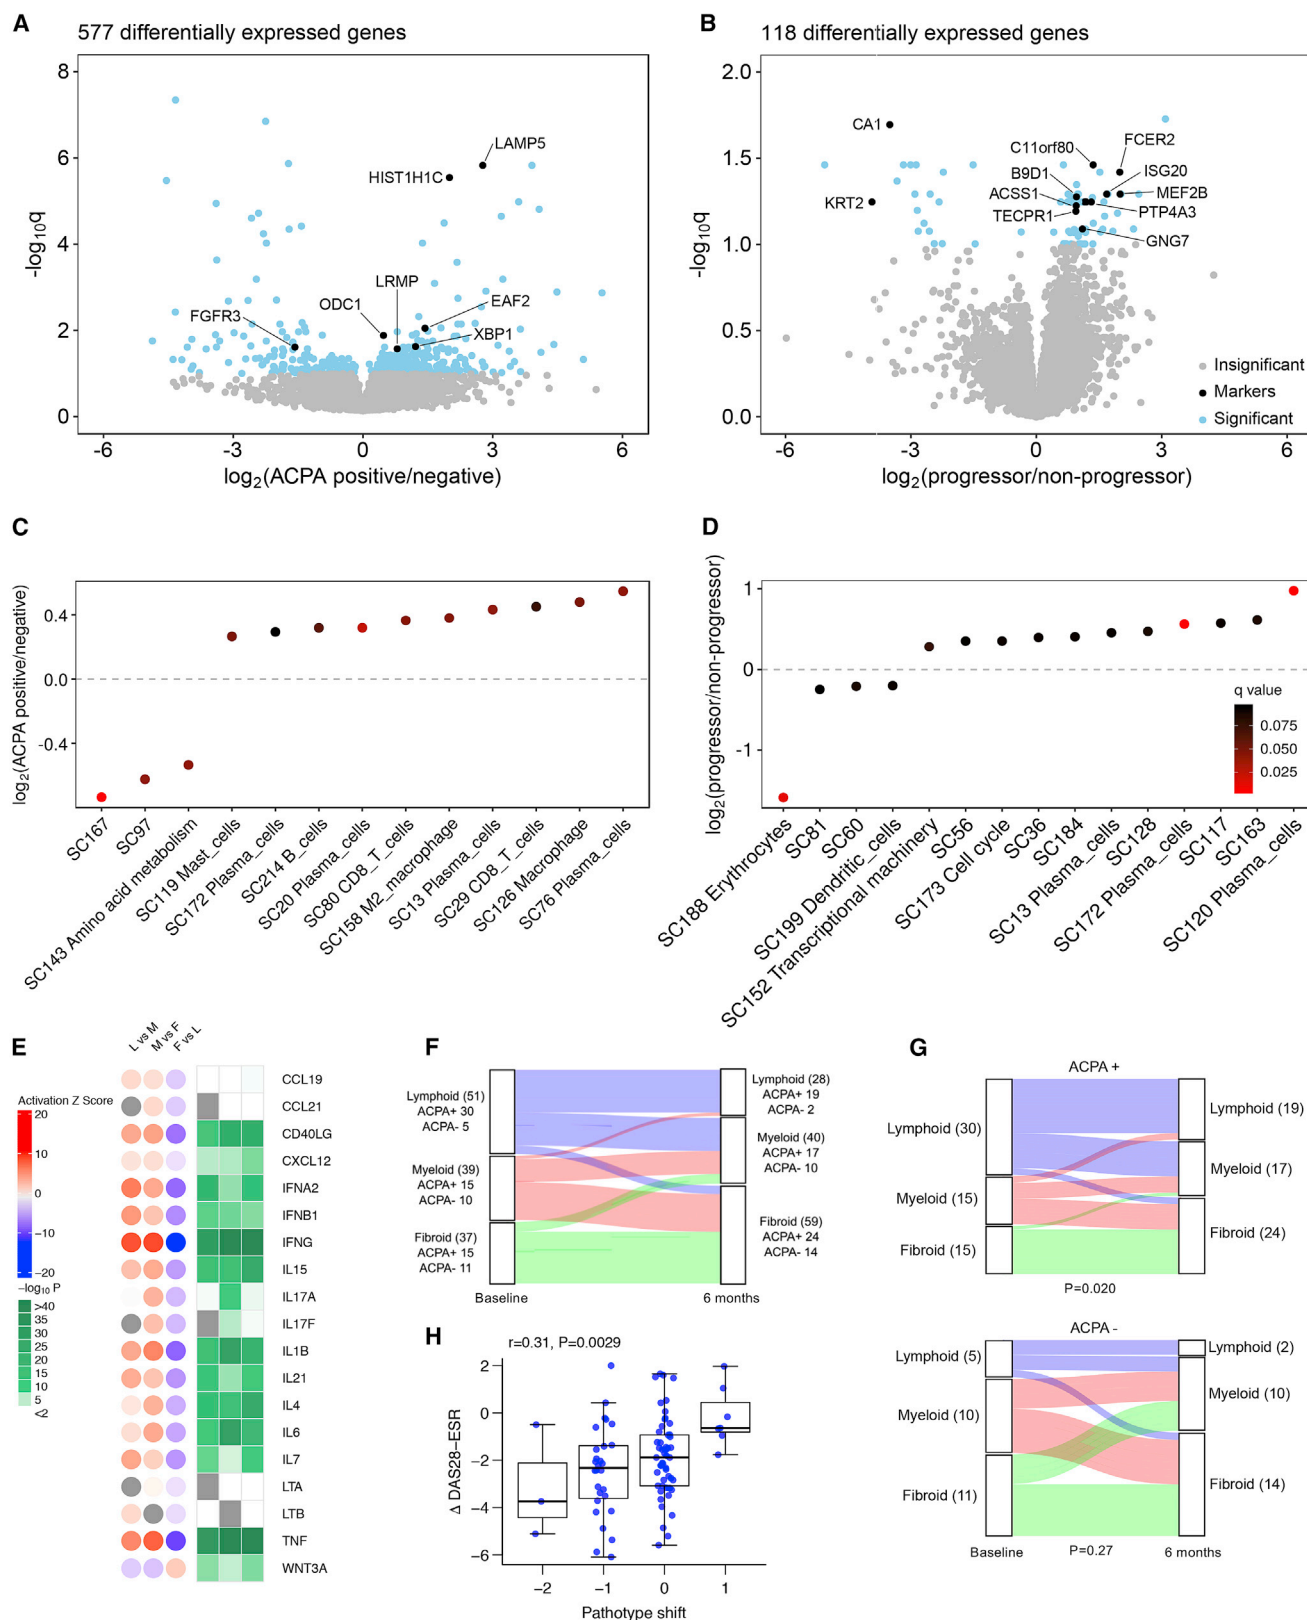 A
577 differentially expressed genes
8
6
4
2
0
-log10q
LAMP5
HIST1H1C
LRMP
ODC1
EAF2
FGFR3
XBP1
-6
-3
0
3
6
log2(ACPA positive/negative)
B
118 differentially expressed genes
2.0
1.5
1.0
0.5
0.0
-log10q
CA1
FCER2
C11orf80
B9D1
ISG20
ACSS1
MEF2B
KRT2
TECPR1
PTP4A3
GNG7
Insignificant
Markers
Significant
-6
-3
0
3
6
log2(progressor/non-progressor)
C
log2(ACPA positive/negative)
0.4
0.0
-0.4
SC167
SC97
SC143 Amino acid metabolism
SC119 Mast_cells
SC172 Plasma_cells
SC214 B_cells
SC20 Plasma_cells
SC80 CD8_T_cells
SC158 M2_macrophage
SC13 Plasma_cells
SC29 CD8_T_cells
SC126 Macrophage
SC76 Plasma_cells
D
log2(progressor/non-progressor)
1
0
-1
q value
0.075
0.050
0.025
SC188 Erythrocytes
SC81
SC60
SC199 Dendritic_cells
SC152 Transcriptional machinery
SC56
SC173 Cell cycle
SC36
SC184
SC13 Plasma_cells
SC128
SC172 Plasma_cells
SC117
SC163
SC120 Plasma_cells
E
L vs M
M vs F
F vs L
Activation Z Score
20
10
0
-10
-20
-log10 P
>40
35
30
25
20
15
10
5
<2
CCL19
CCL21
CD40LG
CXCL12
IFNA2
IFNB1
IFNG
IL15
IL17A
IL17F
IL1B
IL21
IL4
IL6
IL7
LTA
LTB
TNF
WNT3A
F
Lymphoid (51)
ACPA+ 30
ACPA- 5
Myeloid (39)
ACPA+ 15
ACPA- 10
Fibroid (37)
ACPA+ 15
ACPA- 11
Lymphoid (28)
ACPA+ 19
ACPA- 2
Myeloid (40)
ACPA+ 17
ACPA- 10
Fibroid (59)
ACPA+ 24
ACPA- 14
Baseline
6 months
G
ACPA +
Lymphoid (30)
Myeloid (15)
Fibroid (15)
Lymphoid (19)
Myeloid (17)
Fibroid (24)
P=0.020
ACPA -
Lymphoid (5)
Myeloid (10)
Fibroid (11)
Lymphoid (2)
Myeloid (10)
Fibroid (14)
Baseline
P=0.27
6 months
H
r=0.31, P=0.0029
2
0
−2
−4
−6
Δ DAS28−ESR
−2
−1
0
1
Pathotype shift